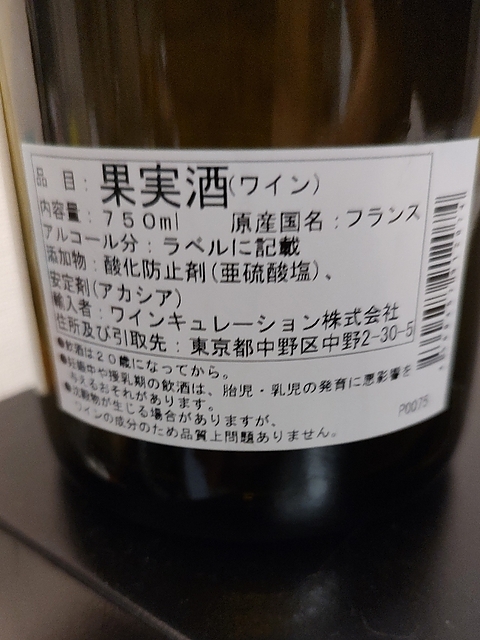 品 目：果実酒(ワイン)
内容量：750ml 原産国名：フランス
アルコール分：ラベルに記載
添加物：酸化防止剤(亜硫酸塩)、
安定剤(アカシア)
輸入者：ワインキュレーション株式会社
住所及び引取先：東京都中野区中野2-30-5
●飲酒は20歳になってから。
●妊娠中や授乳期の飲酒は、胎児・乳児の発育に悪影響を
与えるおそれがあります。
●沈殿物が生じる場合がありますが、
ワインの成分のため品質上問題ありません。
P0075